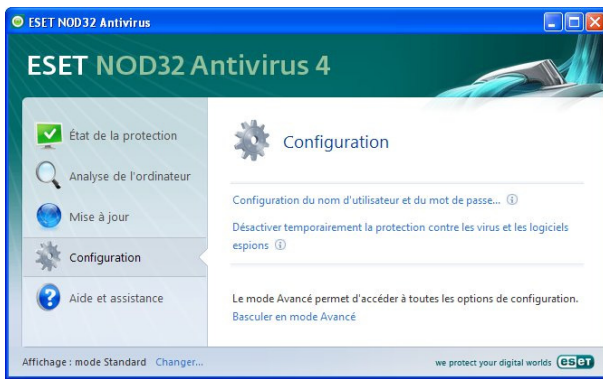 ESET NOD32 Antivirus
ESET NOD32 Antivirus 4
État de la protection
Analyse de l'ordinateur
Mise à jour
Configuration
Aide et assistance
Configuration
Configuration du nom d'utilisateur et du mot de passe...
Désactiver temporairement la protection contre les virus et les logiciels
espions
Le mode Avancé permet d'accéder à toutes les options de configuration.
Basculer en mode Avancé
Affichage : mode Standard Changer...
we protect your digital worlds eset